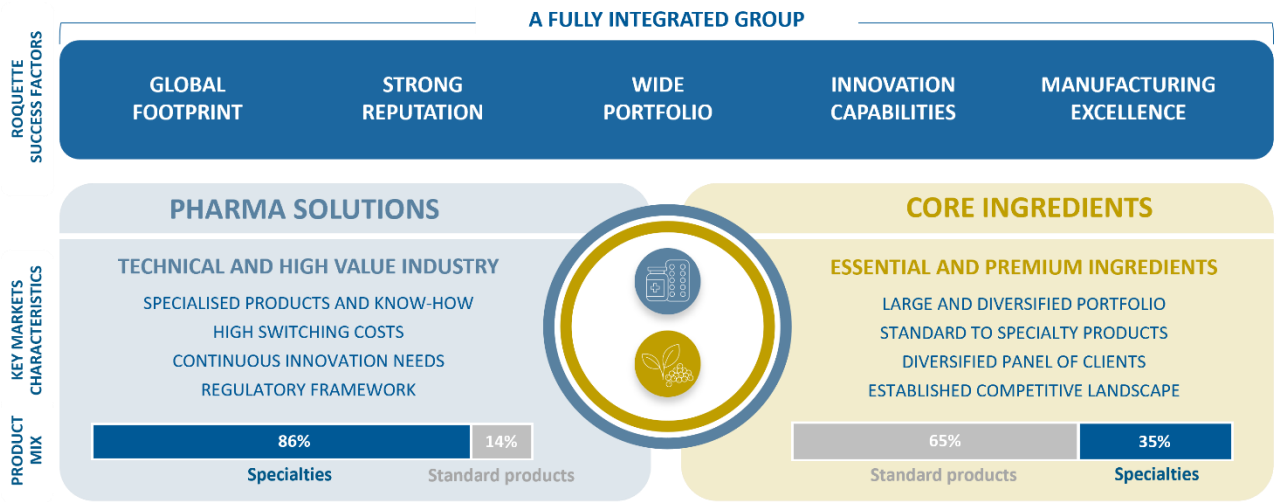 A FULLY INTEGRATED GROUP
ROQUETTE
SUCCESS FACTORS
GLOBAL
FOOTPRINT
STRONG
REPUTATION
WIDE
PORTFOLIO
INNOVATION
CAPABILITIES
MANUFACTURING
EXCELLENCE
PHARMA SOLUTIONS
KEY MARKETS
CHARACTERISTICS
TECHNICAL AND HIGH VALUE INDUSTRY
SPECIALISED PRODUCTS AND KNOW-HOW
HIGH SWITCHING COSTS
CONTINUOUS INNOVATION NEEDS
REGULATORY FRAMEWORK
CORE INGREDIENTS
ESSENTIAL AND PREMIUM INGREDIENTS
LARGE AND DIVERSIFIED PORTFOLIO
STANDARD TO SPECIALTY PRODUCTS
DIVERSIFIED PANEL OF CLIENTS
ESTABLISHED COMPETITIVE LANDSCAPE
PRODUCT
MIX
86%
14%
Specialties
Standard products
65%
35%
Standard products
Specialties